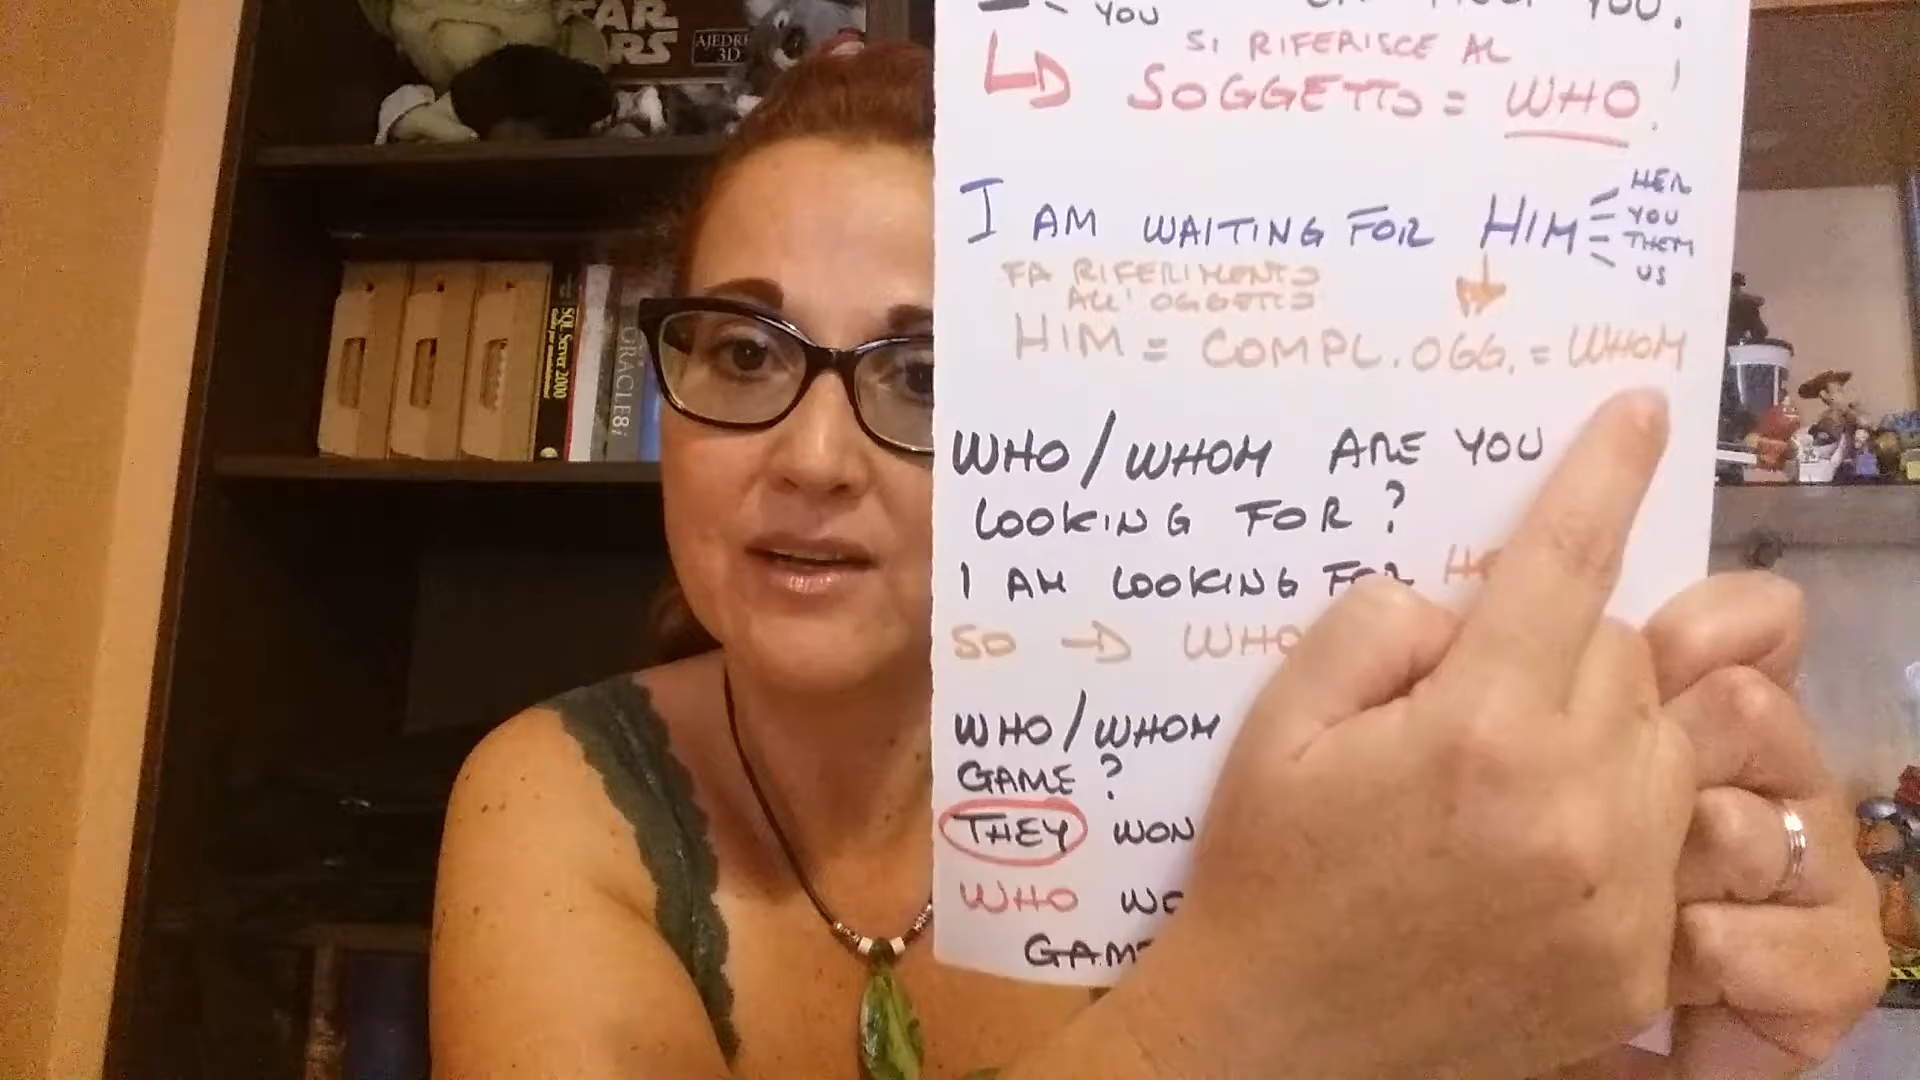 STAR
WARS
AJEDREZ
3D
SQL Server 2000
ORACLE8i
YOU
YOU.
SI RIFERISCE AL
SOGGETTO = WHO!
I AM WAITING FOR HIM
HER
YOU
THEM
US
FA RIFERIMENTO
ALL' OGGETTO
HIM = COMPL. OGG. = WHOM
WHO / WHOM ARE YOU
LOOKING FOR ?
I AM LOOKING FOR
SO → WHO
WHO / WHOM
GAME ?
THEY WON
WHO
GAME